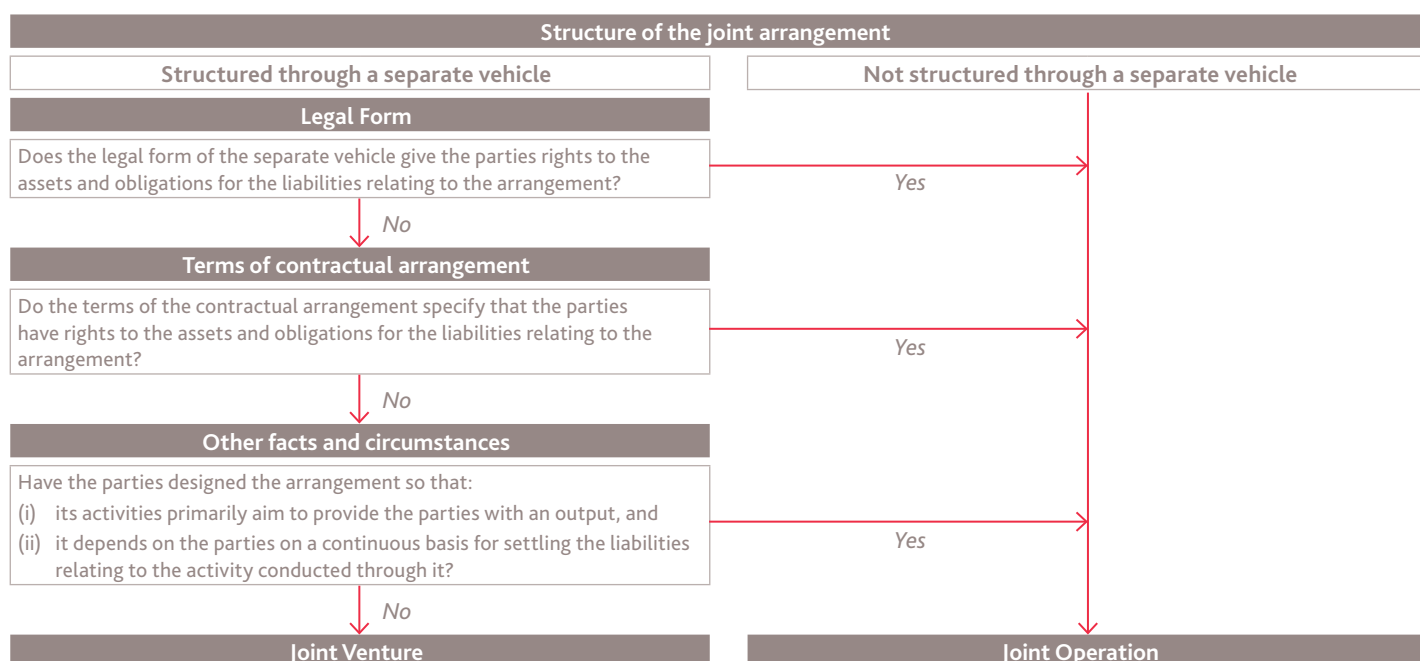 Structure of the joint arrangement
Structured through a separate vehicle
Not structured through a separate vehicle
Legal Form
Does the legal form of the separate vehicle give the parties rights to the
assets and obligations for the liabilities relating to the arrangement?
Yes
No
Terms of contractual arrangement
Do the terms of the contractual arrangement specify that the parties
have rights to the assets and obligations for the liabilities relating to the
arrangement?
Yes
No
Other facts and circumstances
Have the parties designed the arrangement so that:
(i) its activities primarily aim to provide the parties with an output, and
(ii) it depends on the parties on a continuous basis for settling the liabilities
relating to the activity conducted through it?
Yes
No
Joint Venture
Joint Operation